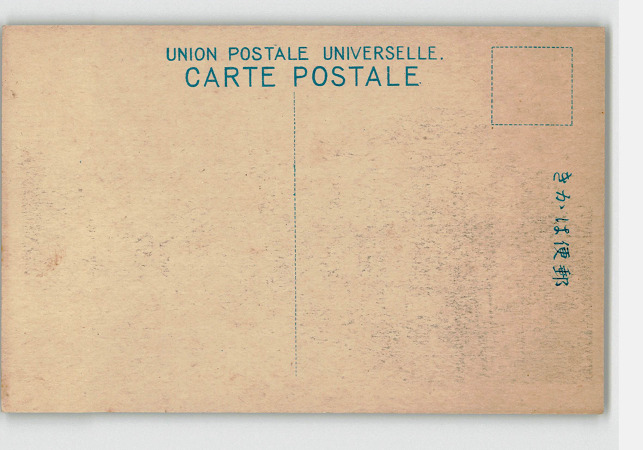 UNION POSTALE UNIVERSELLE.
CARTE POSTALE
きかは便郵